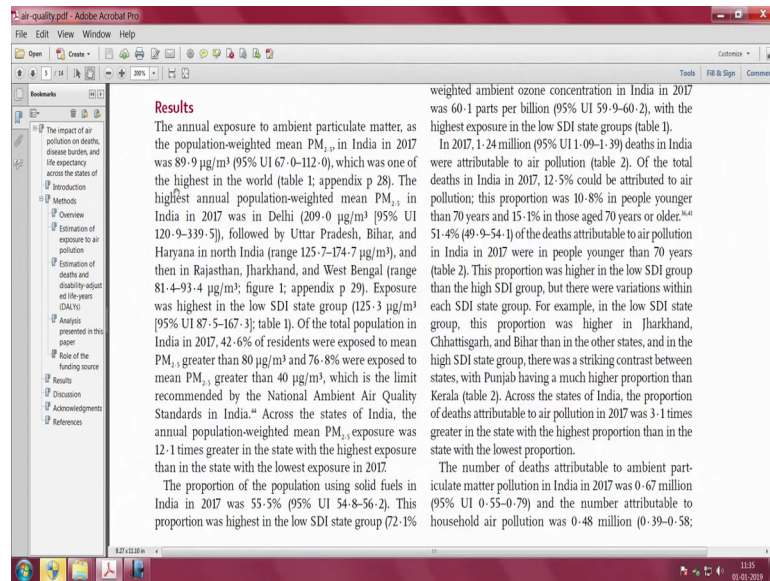 air-quality.pdf - Adobe Acrobat Pro
File Edit View Window Help
Open Create
Customize
5 / 14 200%
Tools Fill & Sign Comment
Bookmarks
The impact of air
pollution on deaths,
disease burden, and
life expectancy
across the states of
Introduction
Methods
Overview
Estimation of
exposure to air
pollution
Estimation of
deaths and
disability-adjust
ed life-years
(DALYs)
Analysis
presented in this
paper
Role of the
funding source
Results
Discussion
Acknowledgments
References
Results
The annual exposure to ambient particulate matter, as
the population-weighted mean PM2·5, in India in 2017
was 89·9 µg/m³ (95% UI 67·0–112·0), which was one of
the highest in the world (table 1; appendix p 28). The
highest annual population-weighted mean PM2·5 in
India in 2017 was in Delhi (209·0 µg/m³ [95% UI
120·9–339·5]), followed by Uttar Pradesh, Bihar, and
Haryana in north India (range 125·7–174·7 µg/m³), and
then in Rajasthan, Jharkhand, and West Bengal (range
81·4–93·4 µg/m³; figure 1; appendix p 29). Exposure
was highest in the low SDI state group (125·3 µg/m³
[95% UI 87·5–167·3]; table 1). Of the total population in
India in 2017, 42·6% of residents were exposed to mean
PM2·5 greater than 80 µg/m³ and 76·8% were exposed to
mean PM2·5 greater than 40 µg/m³, which is the limit
recommended by the National Ambient Air Quality
Standards in India.⁴⁴ Across the states of India, the
annual population-weighted mean PM2·5 exposure was
12·1 times greater in the state with the highest exposure
than in the state with the lowest exposure in 2017.
The proportion of the population using solid fuels in
India in 2017 was 55·5% (95% UI 54·8–56·2). This
proportion was highest in the low SDI state group (72·1%
weighted ambient ozone concentration in India in 2017
was 60·1 parts per billion (95% UI 59·9–60·2), with the
highest exposure in the low SDI state groups (table 1).
In 2017, 1·24 million (95% UI 1·09–1·39) deaths in India
were attributable to air pollution (table 2). Of the total
deaths in India in 2017, 12·5% could be attributed to air
pollution; this proportion was 10·8% in people younger
than 70 years and 15·1% in those aged 70 years or older.³⁶,⁴¹
51·4% (49·9–54·1) of the deaths attributable to air pollution
in India in 2017 were in people younger than 70 years
(table 2). This proportion was higher in the low SDI group
than the high SDI group, but there were variations within
each SDI state group. For example, in the low SDI state
group, this proportion was higher in Jharkhand,
Chhattisgarh, and Bihar than in the other states, and in the
high SDI state group, there was a striking contrast between
states, with Punjab having a much higher proportion than
Kerala (table 2). Across the states of India, the proportion
of deaths attributable to air pollution in 2017 was 3·1 times
greater in the state with the highest proportion than in the
state with the lowest proportion.
The number of deaths attributable to ambient part-
iculate matter pollution in India in 2017 was 0·67 million
(95% UI 0·55–0·79) and the number attributable to
household air pollution was 0·48 million (0·39–0·58;
8.27 x 11.10 in
11:35
01-01-2019